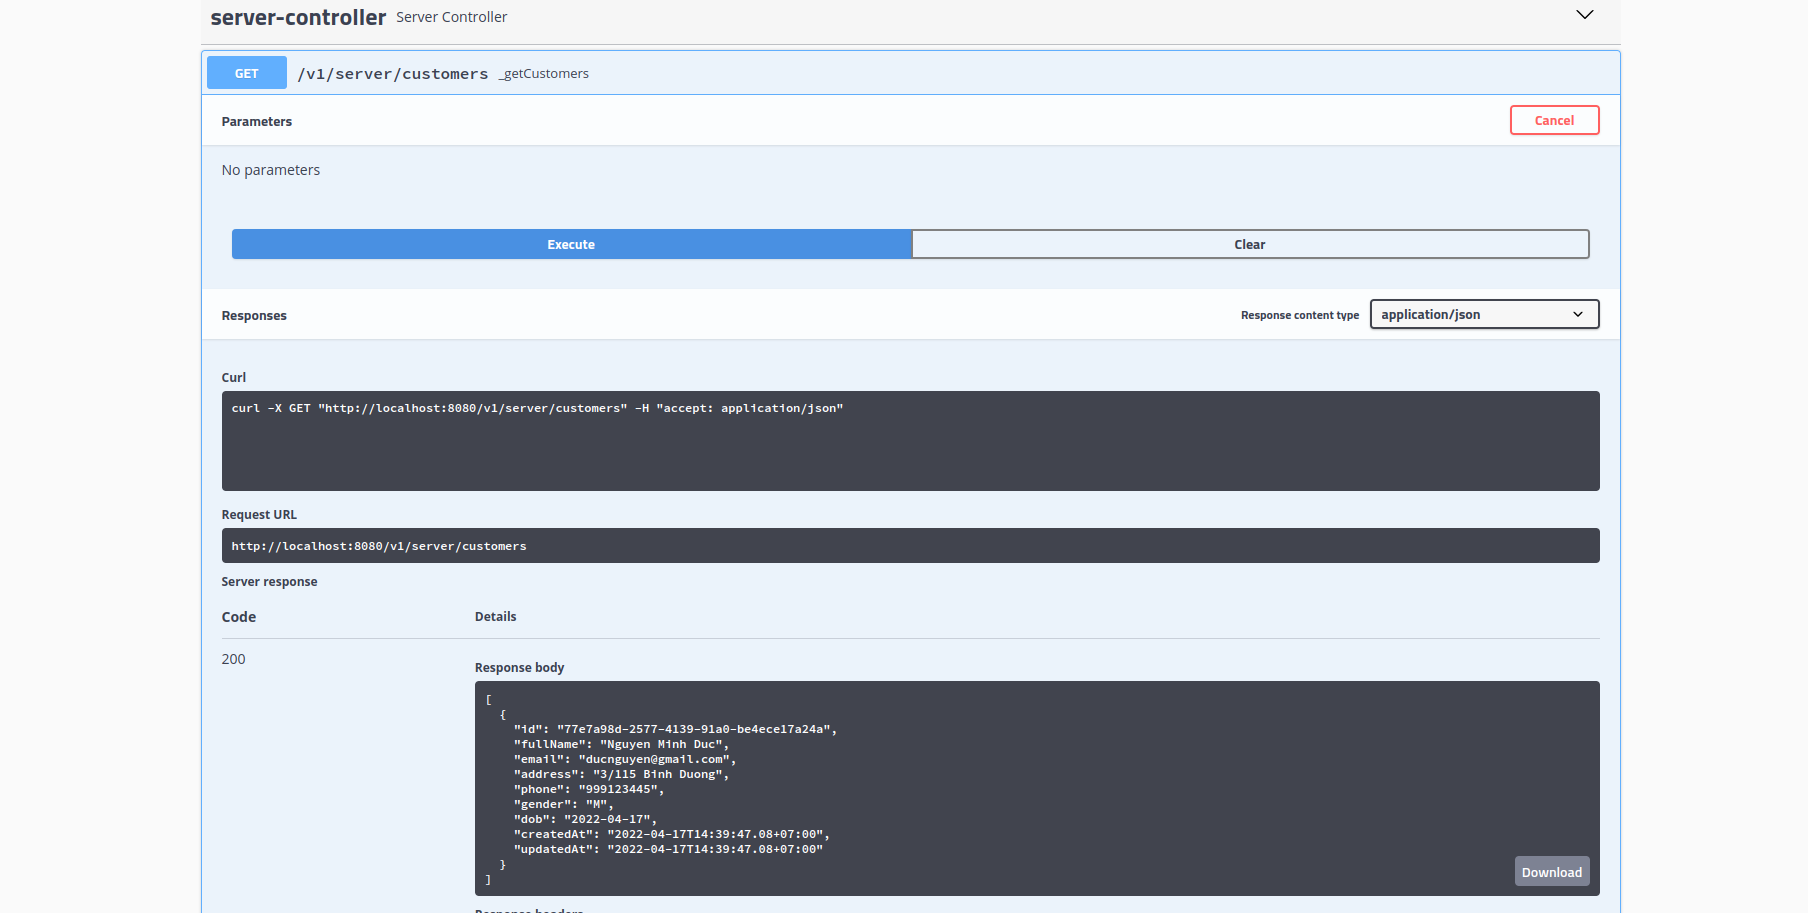 server-controller Server Controller
GET /v1/server/customers _getCustomers
Parameters Cancel
No parameters
Execute Clear
Responses Response content type application/json
Curl
curl -X GET "http://localhost:8080/v1/server/customers" -H "accept: application/json"
Request URL
http://localhost:8080/v1/server/customers
Server response
Code Details
200
Response body
[
  {
    "id": "77e7a98d-2577-4139-91a0-be4ece17a24a",
    "fullName": "Nguyen Minh Duc",
    "email": "ducnguyen@gmail.com",
    "address": "3/115 Binh Duong",
    "phone": "999123445",
    "gender": "M",
    "dob": "2022-04-17",
    "createdAt": "2022-04-17T14:39:47.08+07:00",
    "updatedAt": "2022-04-17T14:39:47.08+07:00"
  }
]
Download
Response headers